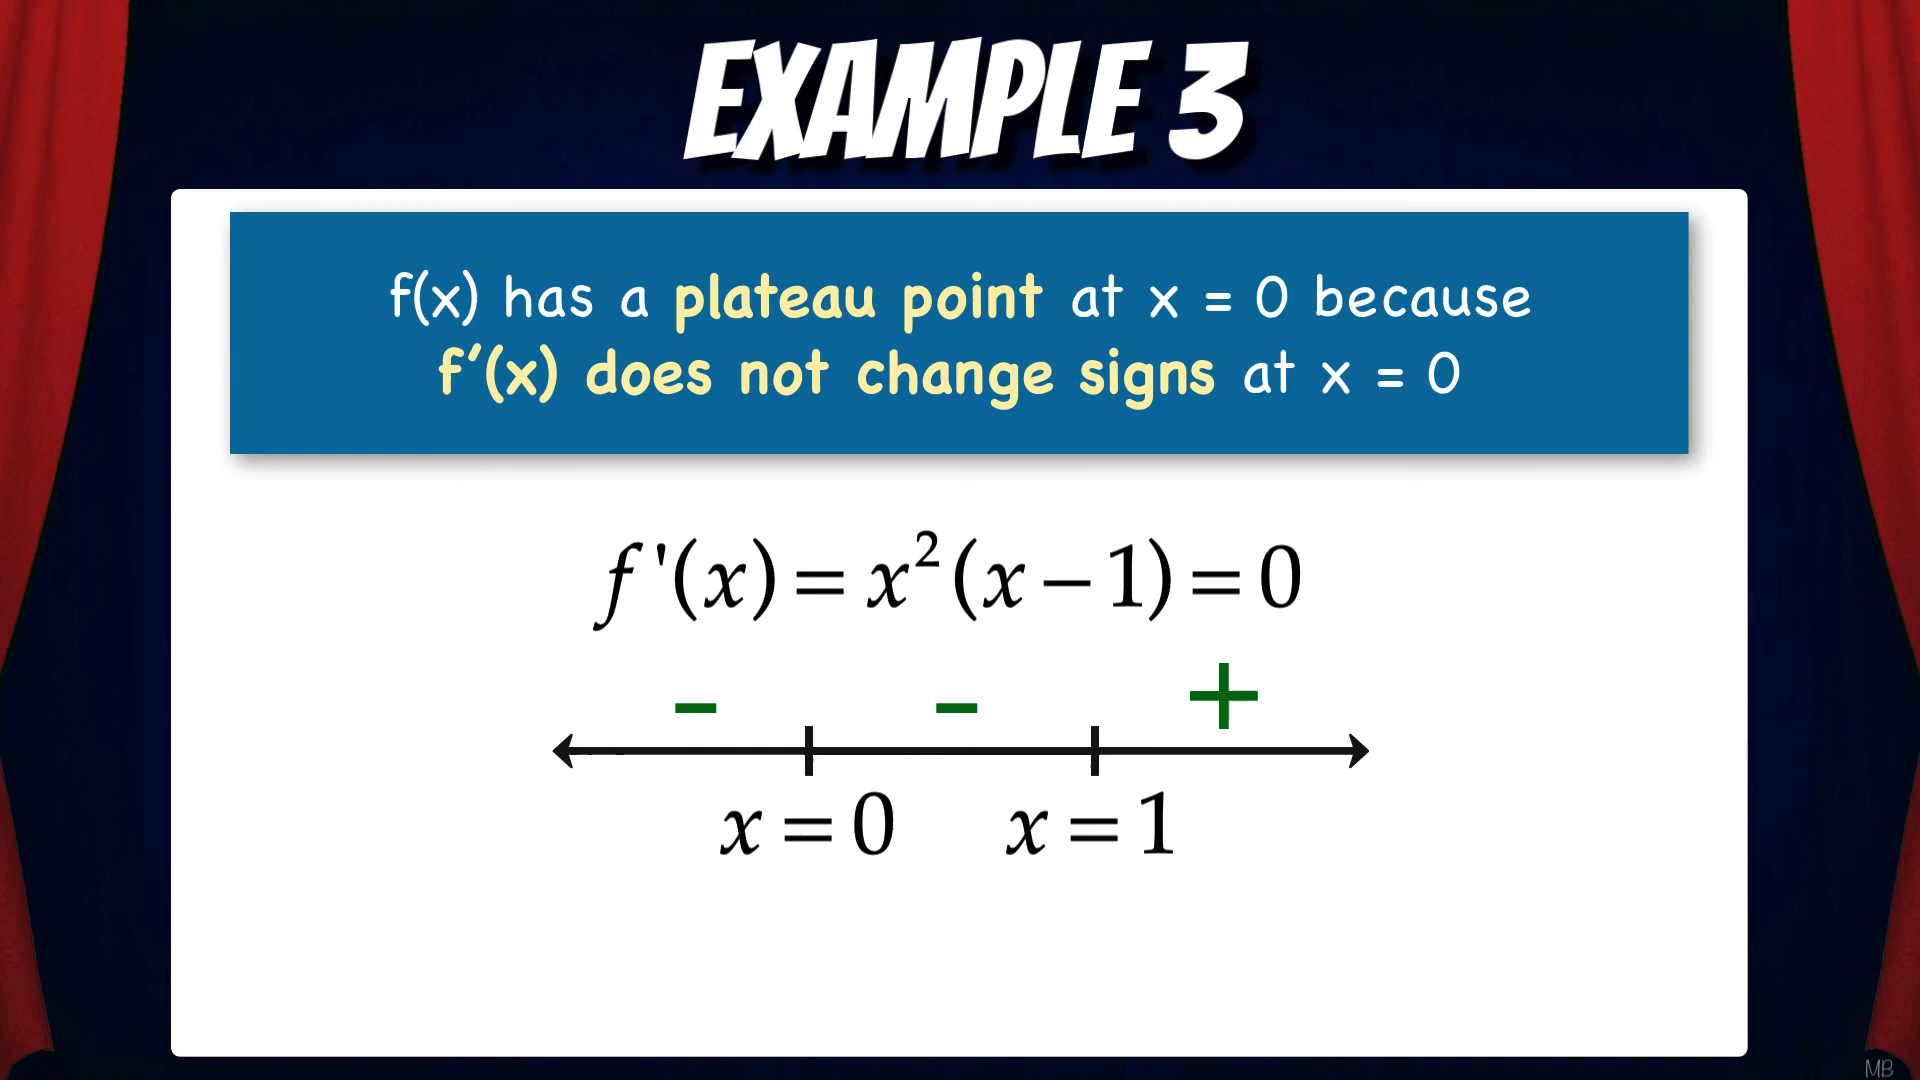 EXAMPLE 3
f(x) has a plateau point at x = 0 because
f′(x) does not change signs at x = 0
f'(x) = x²(x − 1) = 0
– – +
x = 0 x = 1
MB